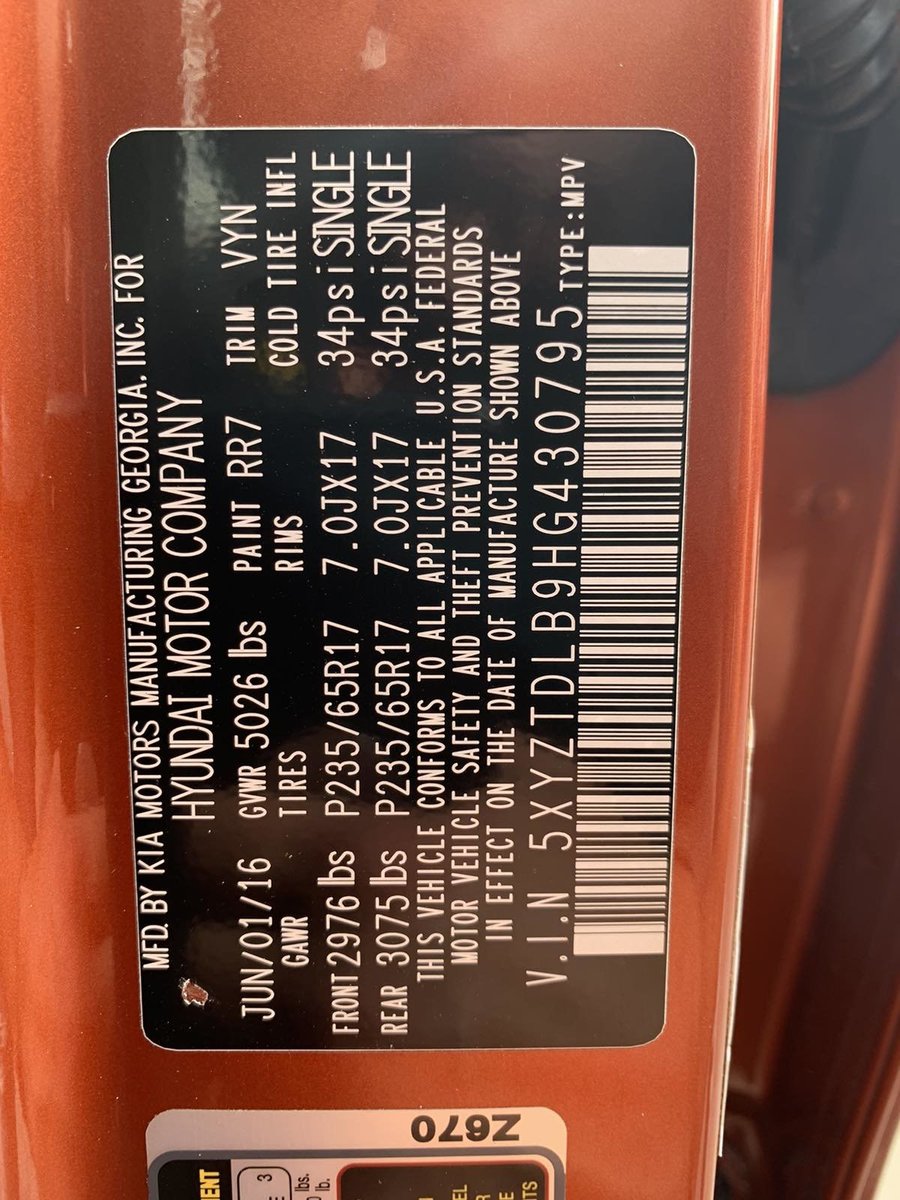 MFD. BY KIA MOTORS MANUFACTURING GEORGIA. INC. FOR
HYUNDAI MOTOR COMPANY
JUN/01/16 GVWR 5026 lbs PAINT RR7 TRIM VYN
GAWR TIRES RIMS COLD TIRE INFL
FRONT 2976 lbs P235/65R17 7.0JX17 34psi SINGLE
REAR 3075 lbs P235/65R17 7.0JX17 34psi SINGLE
THIS VEHICLE CONFORMS TO ALL APPLICABLE U.S.A. FEDERAL
MOTOR VEHICLE SAFETY AND THEFT PREVENTION STANDARDS
IN EFFECT ON THE DATE OF MANUFACTURE SHOWN ABOVE
V.I.N 5XYZTDLB9HG430795 TYPE:MPV
Z670
3
lbs.
lb.